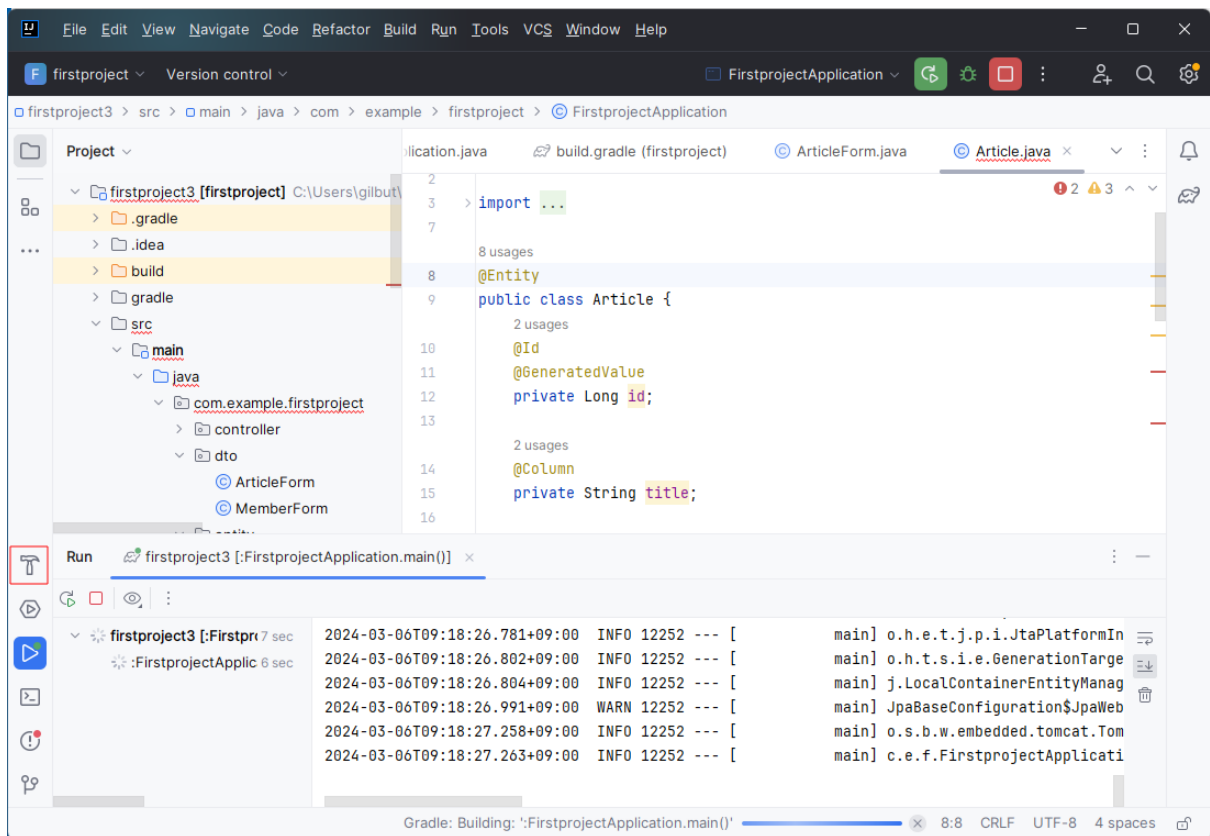 File Edit View Navigate Code Refactor Build Run Tools VCS Window Help
F firstproject Version control FirstprojectApplication
firstproject3 > src > main > java > com > example > firstproject > FirstprojectApplication
Project
lication.java build.gradle (firstproject) ArticleForm.java Article.java
firstproject3 [firstproject] C:\Users\gilbut\
.gradle
.idea
build
gradle
src
main
java
com.example.firstproject
controller
dto
ArticleForm
MemberForm
2 3
2
3 import ...
7
8 usages
8 @Entity
9 public class Article {
2 usages
10 @Id
11 @GeneratedValue
12 private Long id;
13
2 usages
14 @Column
15 private String title;
16
Run firstproject3 [:FirstprojectApplication.main()]
firstproject3 [:Firstpr 7 sec
:FirstprojectApplic 6 sec
2024-03-06T09:18:26.781+09:00 INFO 12252 --- [ main] o.h.e.t.j.p.i.JtaPlatformIn
2024-03-06T09:18:26.802+09:00 INFO 12252 --- [ main] o.h.t.s.i.e.GenerationTarge
2024-03-06T09:18:26.804+09:00 INFO 12252 --- [ main] j.LocalContainerEntityManag
2024-03-06T09:18:26.991+09:00 WARN 12252 --- [ main] JpaBaseConfiguration$JpaWeb
2024-03-06T09:18:27.258+09:00 INFO 12252 --- [ main] o.s.b.w.embedded.tomcat.Tom
2024-03-06T09:18:27.263+09:00 INFO 12252 --- [ main] c.e.f.FirstprojectApplicati
Gradle: Building: ':FirstprojectApplication.main()' 8:8 CRLF UTF-8 4 spaces